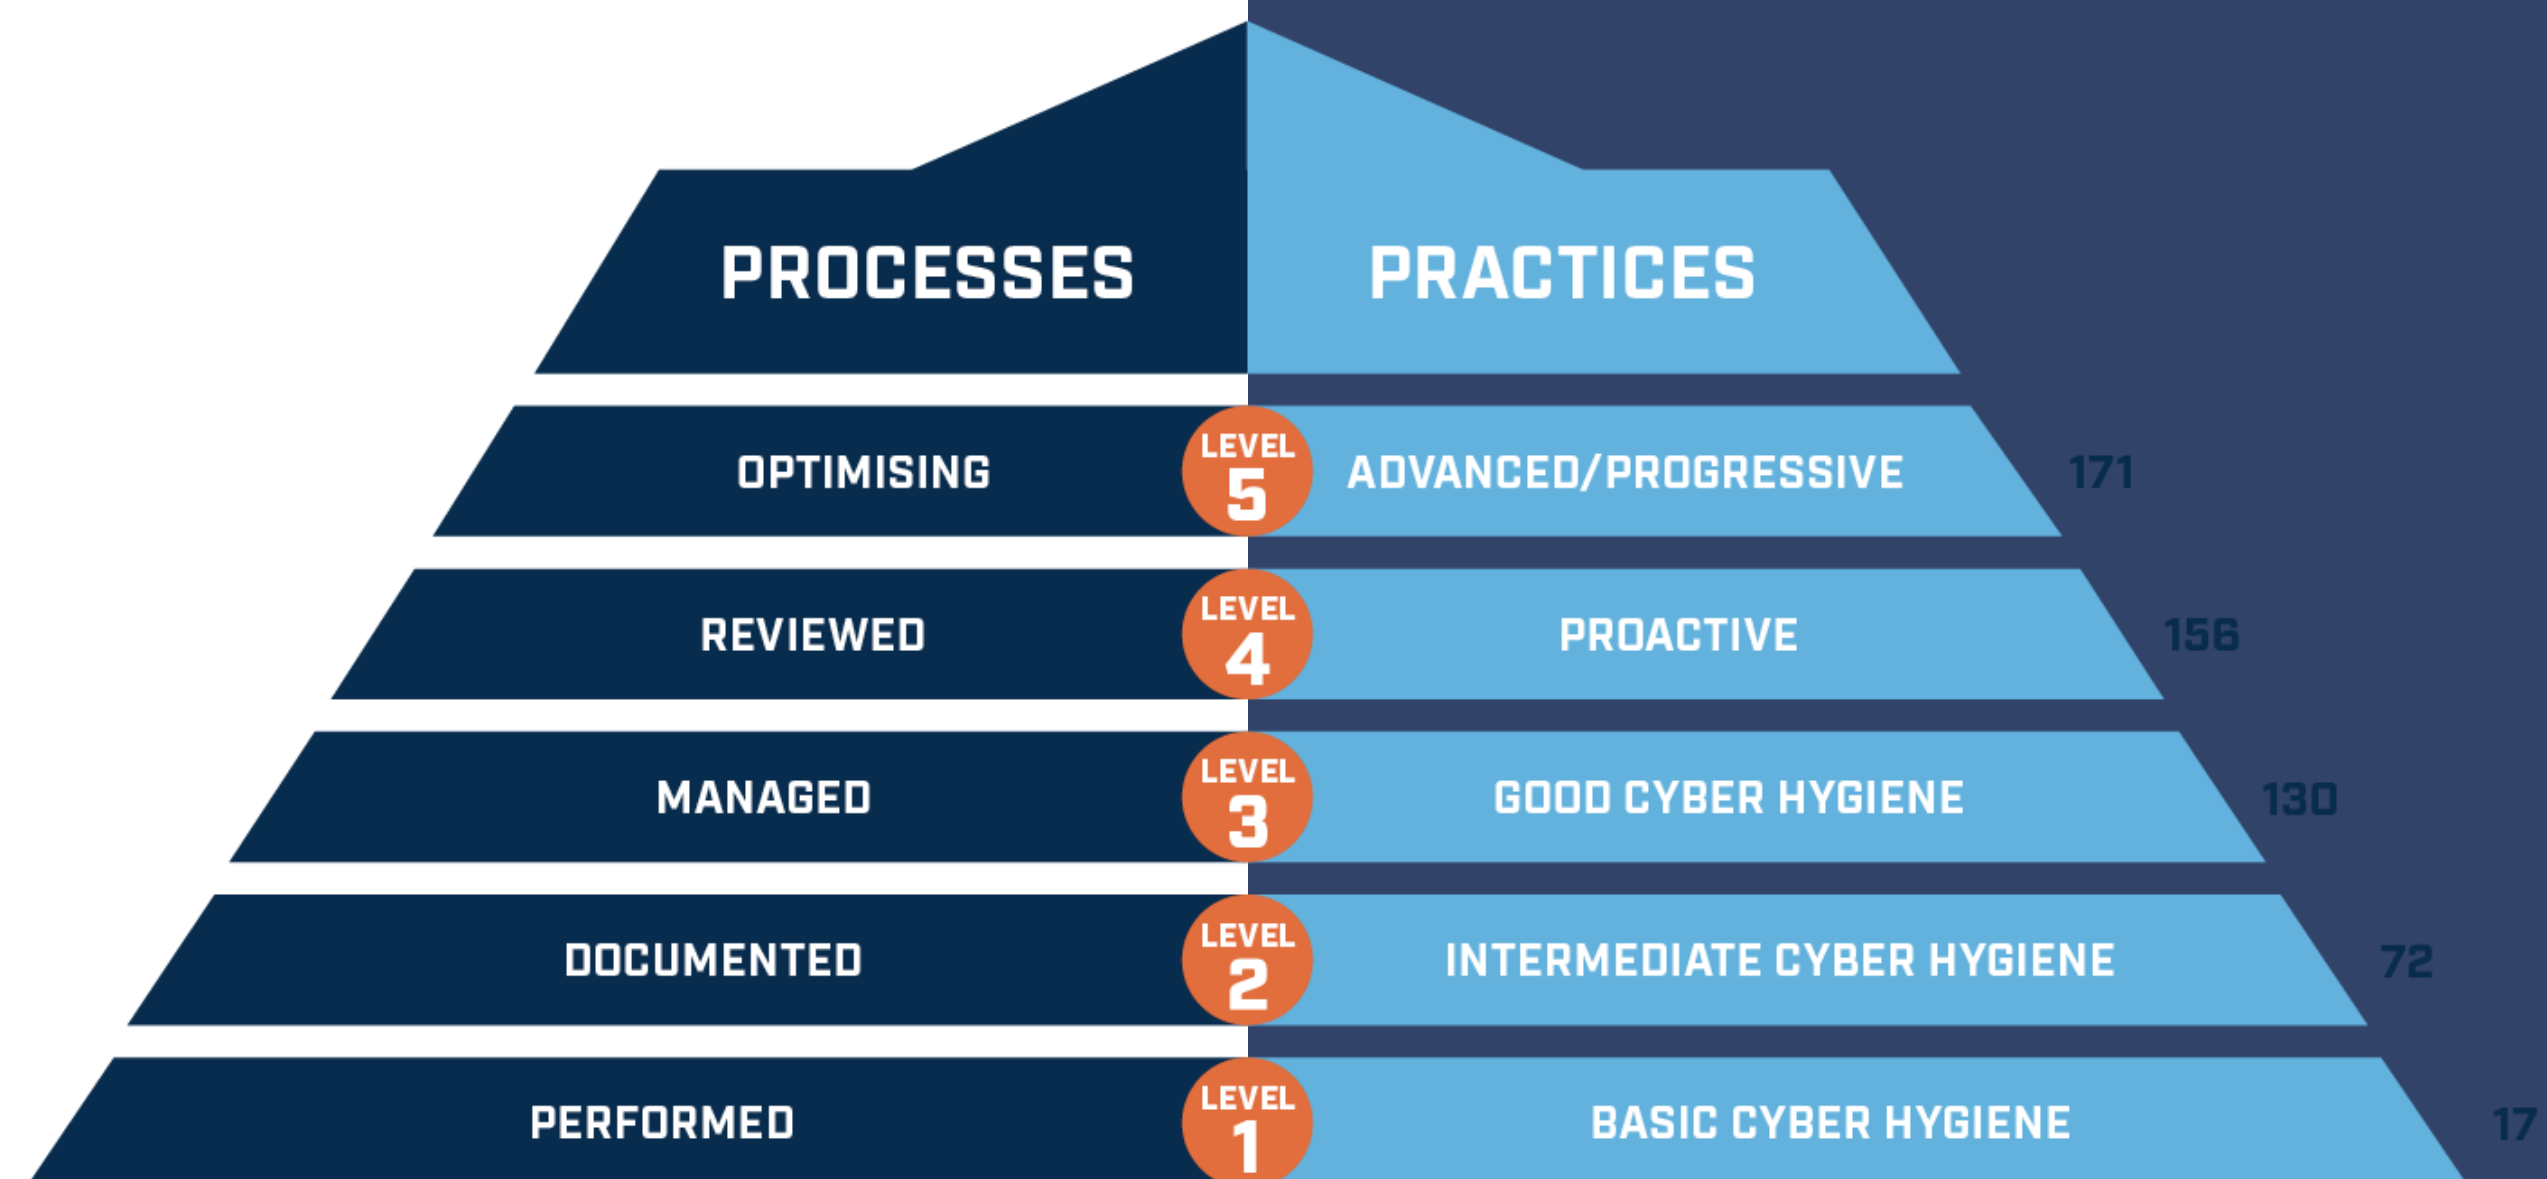 PROCESSES PRACTICES
OPTIMISING LEVEL 5 ADVANCED/PROGRESSIVE 171
REVIEWED LEVEL 4 PROACTIVE 156
MANAGED LEVEL 3 GOOD CYBER HYGIENE 130
DOCUMENTED LEVEL 2 INTERMEDIATE CYBER HYGIENE 72
PERFORMED LEVEL 1 BASIC CYBER HYGIENE 17